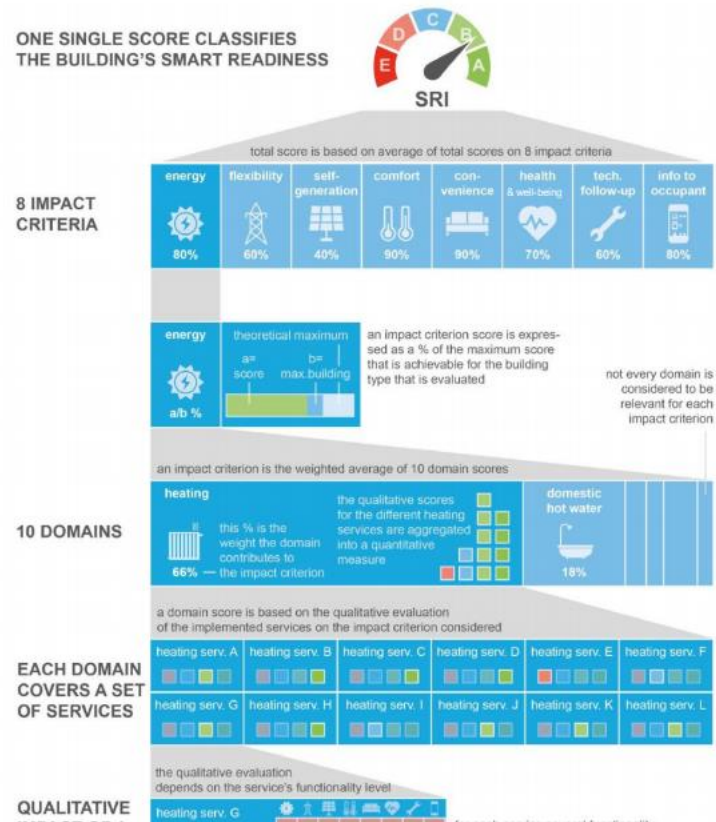 ONE SINGLE SCORE CLASSIFIES
THE BUILDING'S SMART READINESS
E D C B A
SRI
total score is based on average of total scores on 8 impact criteria
8 IMPACT
CRITERIA
energy
80%
flexibility
60%
self-
generation
40%
comfort
90%
con-
venience
90%
health
& well-being
70%
tech.
follow-up
60%
info to
occupant
80%
energy
a/b %
theoretical maximum
a=
score
b=
max.building
an impact criterion score is expres-
sed as a % of the maximum score
that is achievable for the building
type that is evaluated
not every domain is
considered to be
relevant for each
impact criterion
an impact criterion is the weighted average of 10 domain scores
10 DOMAINS
heating
66%
this % is the
weight the domain
contributes to
the impact criterion
the qualitative scores
for the different heating
services are aggregated
into a quantitative
measure
domestic
hot water
18%
a domain score is based on the qualitative evaluation
of the implemented services on the impact criterion considered
EACH DOMAIN
COVERS A SET
OF SERVICES
heating serv. A
heating serv. B
heating serv. C
heating serv. D
heating serv. E
heating serv. F
heating serv. G
heating serv. H
heating serv. I
heating serv. J
heating serv. K
heating serv. L
the qualitative evaluation
depends on the service's functionality level
QUALITATIVE
heating serv. G